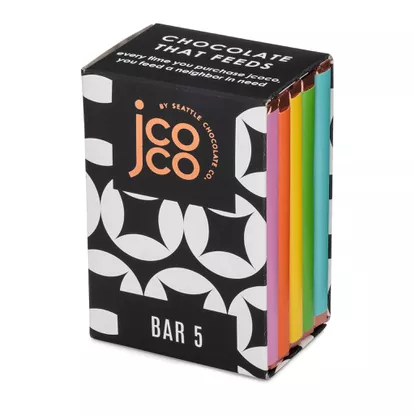 CHOCOLATE
THAT FEEDS
every time you purchase jcoco,
you feed a neighbor in need
jco
co
BY SEATTLE CHOCOLATE CO.
BAR 5